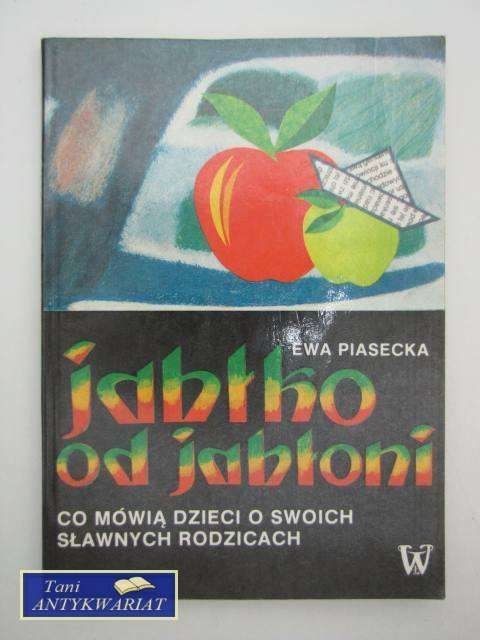 EWA PIASECKA
jabłko
od jabłoni
CO MÓWIĄ DZIECI O SWOICH
SŁAWNYCH RODZICACH
W
Tani
ANTYKWARIAT